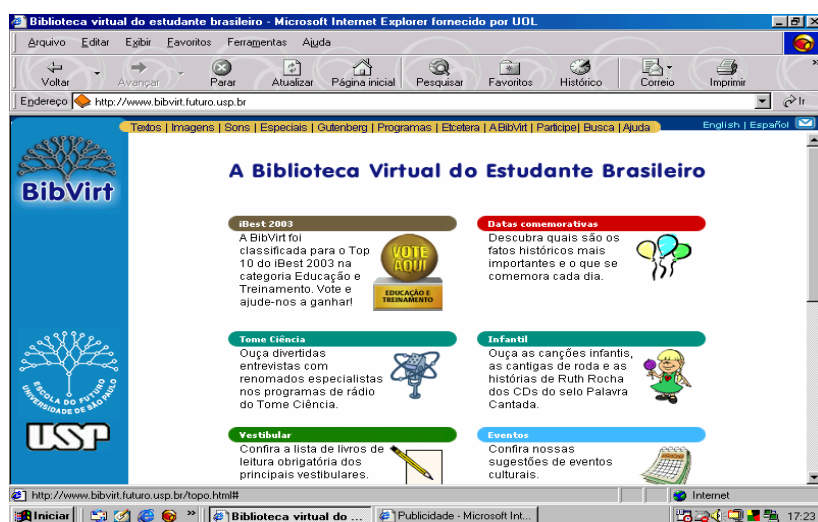 Biblioteca virtual do estudante brasileiro - Microsoft Internet Explorer fornecido por UOL
Arquivo Editar Exibir Favoritos Ferramentas Ajuda
Voltar Avançar Parar Atualizar Página inicial Pesquisar Favoritos Histórico Correio Imprimir
Endereço http://www.bibvirt.futuro.usp.br Ir
Textos | Imagens | Sons | Especiais | Gutenberg | Programas | Etcetera | A BibVirt | Participe| Busca | Ajuda English | Español
BibVirt
A Biblioteca Virtual do Estudante Brasileiro
iBest 2003
A BibVirt foi
classificada para o Top
10 do iBest 2003 na
categoria Educação e
Treinamento. Vote e
ajude-nos a ganhar!
VOTE
AQUI
EDUCAÇÃO E
TREINAMENTO
Datas comemorativas
Descubra quais são os
fatos históricos mais
importantes e o que se
comemora cada dia.
Tome Ciência
Ouça divertidas
entrevistas com
renomados especialistas
nos programas de rádio
do Tome Ciência.
Infantil
Ouça as canções infantis,
as cantigas de roda e as
histórias de Ruth Rocha
dos CDs do selo Palavra
Cantada.
ESCOLA DO FUTURO
UNIVERSIDADE DE SÃO PAULO
USP
Vestibular
Confira a lista de livros de
leitura obrigatória dos
principais vestibulares.
Eventos
Confira nossas
sugestões de eventos
culturais.
http://www.bibvirt.futuro.usp.br/topo.html# Internet
Iniciar » Biblioteca virtual do ... Publicidade - Microsoft Int... 17:23